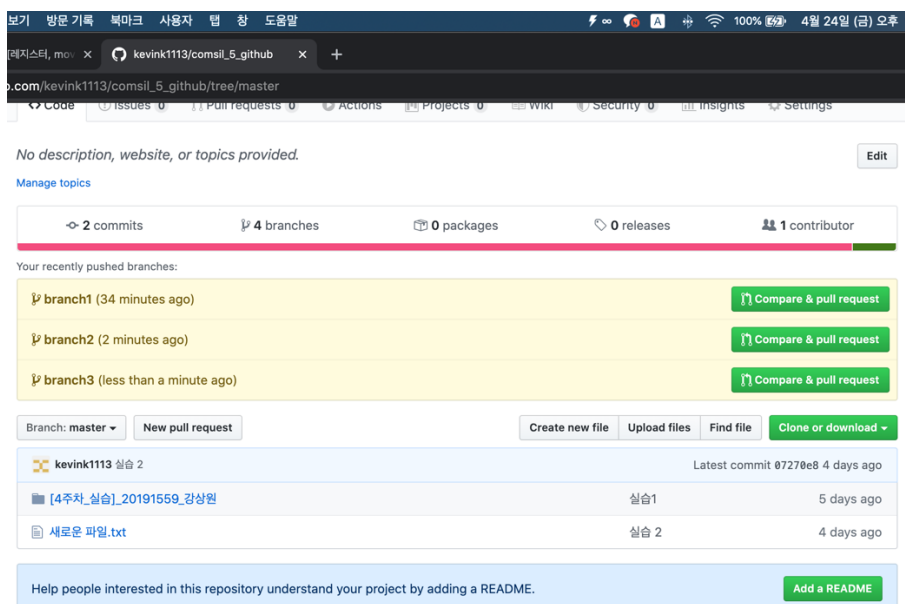 보기 방문 기록 북마크 사용자 탭 창 도움말 A 100% 4월 24일 (금) 오후
[레지스터, mov kevink1113/comsil_5_github
.com/kevink1113/comsil_5_github/tree/master
Code Issues 0 Pull requests 0 Actions Projects 0 Wiki Security 0 Insights Settings
No description, website, or topics provided. Edit
Manage topics
2 commits 4 branches 0 packages 0 releases 1 contributor
Your recently pushed branches:
branch1 (34 minutes ago) Compare & pull request
branch2 (2 minutes ago) Compare & pull request
branch3 (less than a minute ago) Compare & pull request
Branch: master New pull request Create new file Upload files Find file Clone or download
kevink1113 실습 2 Latest commit 07270e8 4 days ago
[4주차_실습]_20191559_강상원 실습1 5 days ago
새로운 파일.txt 실습 2 4 days ago
Help people interested in this repository understand your project by adding a README. Add a README